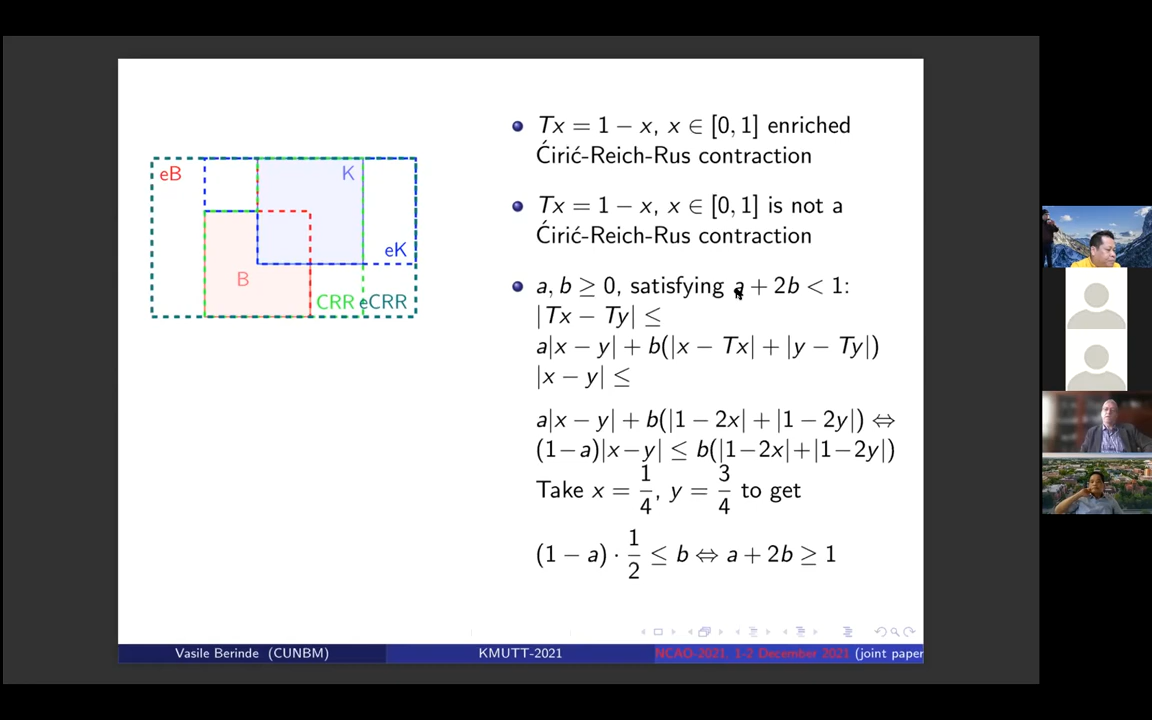 eB
K
eK
B
CRR
eCRR
Tx = 1 − x, x ∈ [0, 1] enriched
Ćirić-Reich-Rus contraction
Tx = 1 − x, x ∈ [0, 1] is not a
Ćirić-Reich-Rus contraction
a, b ≥ 0, satisfying a + 2b < 1:
|Tx − Ty| ≤
a|x − y| + b(|x − Tx| + |y − Ty|)
|x − y| ≤
a|x − y| + b(|1 − 2x| + |1 − 2y|) ⇔
(1−a)|x−y| ≤ b(|1−2x|+|1−2y|)
Take x = 1/4, y = 3/4 to get
(1 − a) · 1/2 ≤ b ⇔ a + 2b ≥ 1
Vasile Berinde (CUNBM)
KMUTT-2021
NCAO-2021, 1-2 December 2021 (joint paper